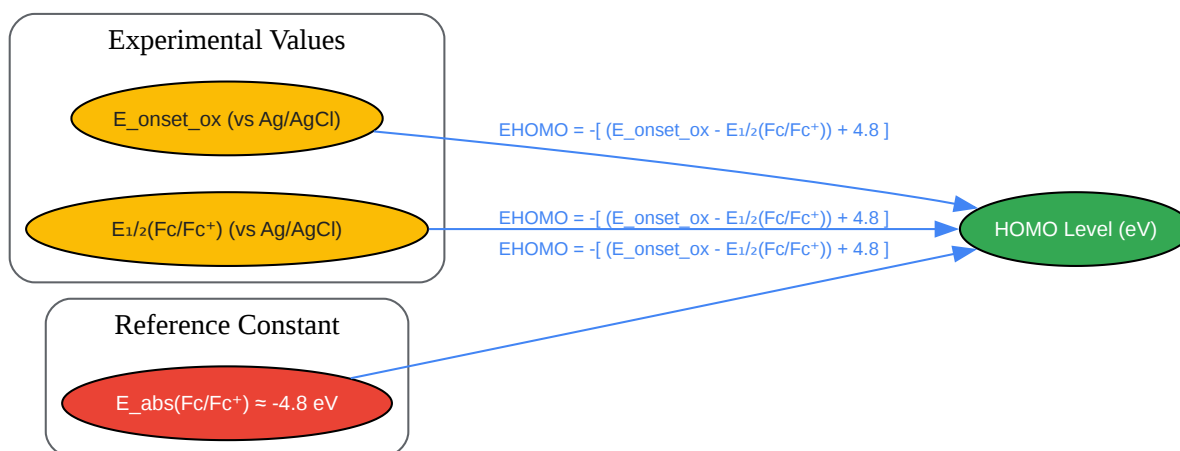 Experimental Values
E_onset_ox (vs Ag/AgCl)
EHOMO = -[ (E_onset_ox - E₁/₂(Fc/Fc⁺)) + 4.8 ]
E₁/₂(Fc/Fc⁺) (vs Ag/AgCl)
EHOMO = -[ (E_onset_ox - E₁/₂(Fc/Fc⁺)) + 4.8 ]
HOMO Level (eV)
EHOMO = -[ (E_onset_ox - E₁/₂(Fc/Fc⁺)) + 4.8 ]
Reference Constant
E_abs(Fc/Fc⁺) ≈ -4.8 eV